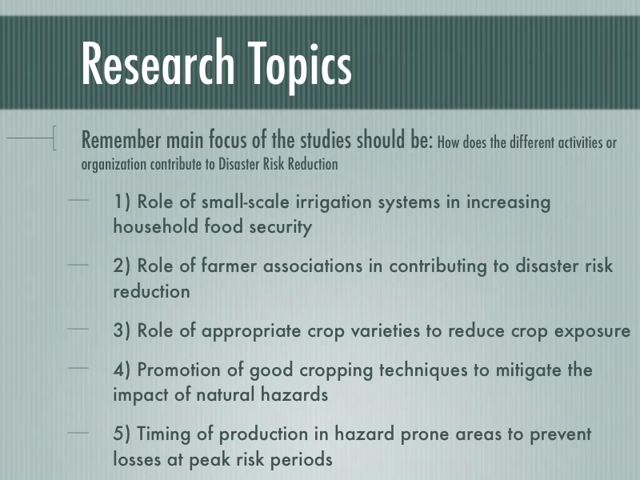 Research Topics
Remember main focus of the studies should be: How does the different activities or
organization contribute to Disaster Risk Reduction
1) Role of small-scale irrigation systems in increasing
household food security
2) Role of farmer associations in contributing to disaster risk
reduction
3) Role of appropriate crop varieties to reduce crop exposure
4) Promotion of good cropping techniques to mitigate the
impact of natural hazards
5) Timing of production in hazard prone areas to prevent
losses at peak risk periods